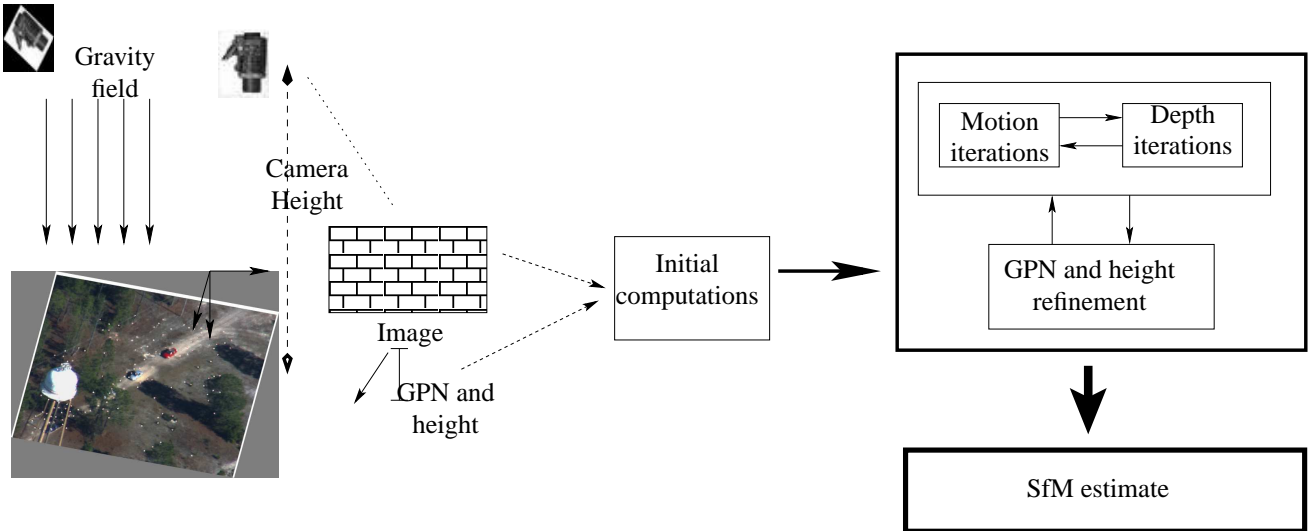 Gravity
field
Camera
Height
Image
GPN and
height
Initial
computations
Motion
iterations
Depth
iterations
GPN and height
refinement
SfM estimate